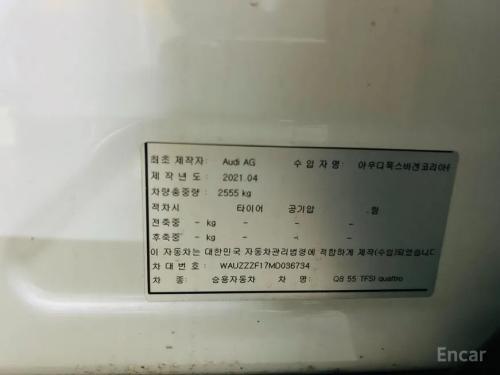 최초 제작자: Audi AG 수 입 자 명: 아우디폭스바겐코리아
제 작 년 도 : 2021.04
차량총중량 : 2555 kg
적차시 타이어 공기압 .림
전축중 - kg - -
후축중 - kg - -
이 자동차는 대한민국 자동차관리법령에 적합하게 제작(수입)되었습니다
차 대 번 호 : WAUZZZF17MD036734
차 종: 승용자동차 차 명: Q8 55 TFSI quattro
Encar